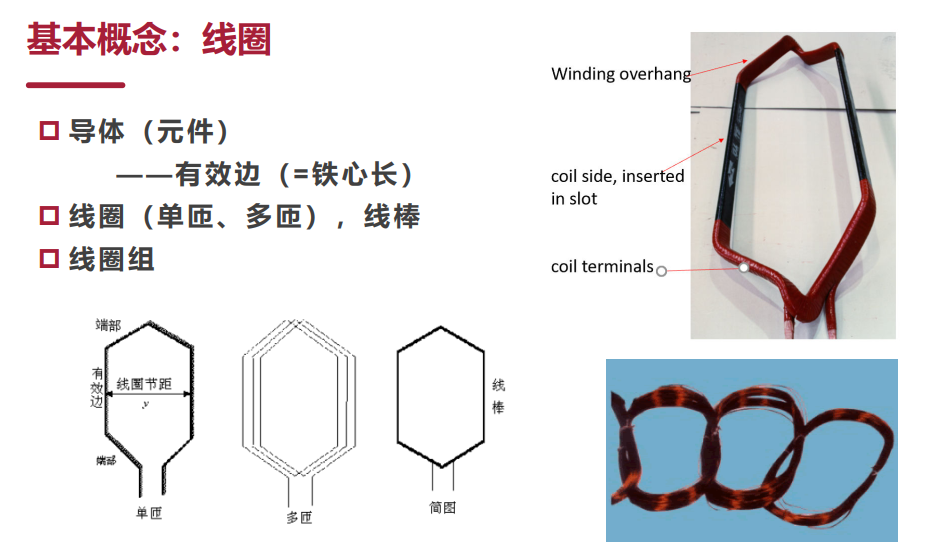 基本概念：线圈
导体（元件）
——有效边（=铁心长）
线圈（单匝、多匝），线棒
线圈组
Winding overhang
coil side, inserted
in slot
coil terminals
端部
有效边
线圈节距
y
端部
单匝
多匝
线棒
简图